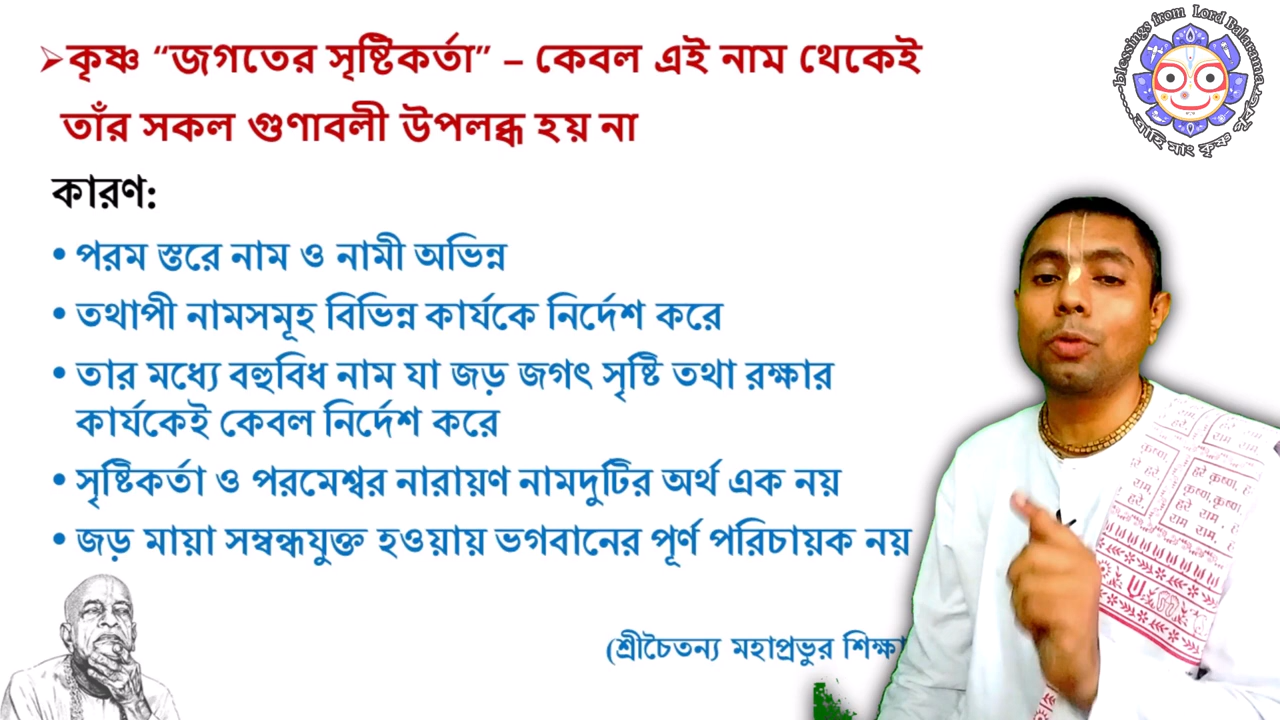 কৃষ্ণ “জগতের সৃষ্টিকর্তা” – কেবল এই নাম থেকেই
তাঁর সকল গুণাবলী উপলব্ধ হয় না
কারণ:
• পরম স্তরে নাম ও নামী অভিন্ন
• তথাপী নামসমূহ বিভিন্ন কার্যকে নির্দেশ করে
• তার মধ্যে বহুবিধ নাম যা জড় জগৎ সৃষ্টি তথা রক্ষার
কার্যকেই কেবল নির্দেশ করে
• সৃষ্টিকর্তা ও পরমেশ্বর নারায়ণ নামদুটির অর্থ এক নয়
• জড় মায়া সম্বন্ধযুক্ত হওয়ায় ভগবানের পূর্ণ পরিচায়ক নয়
(শ্রীচৈতন্য মহাপ্রভুর শিক্ষা
blessings from Lord Balarama
ত্রাহি মাং কৃষ্ণ
हरे कृष्ण, ह
कृष्ण, कृष्ण,
हरे राम
राम राम